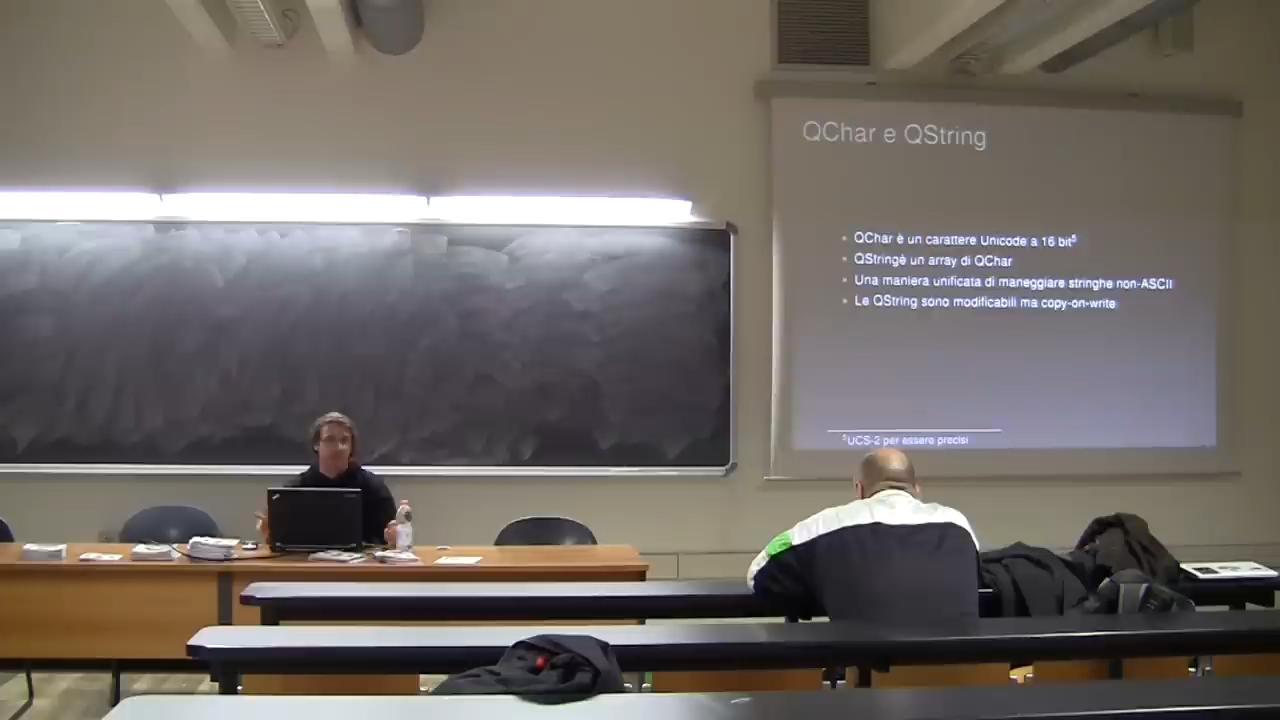 QChar e QString
QChar è un carattere Unicode a 16 bit⁵
QStringè un array di QChar
Una maniera unificata di maneggiare stringhe non-ASCII
Le QString sono modificabili ma copy-on-write
⁵UCS-2 per essere precisi